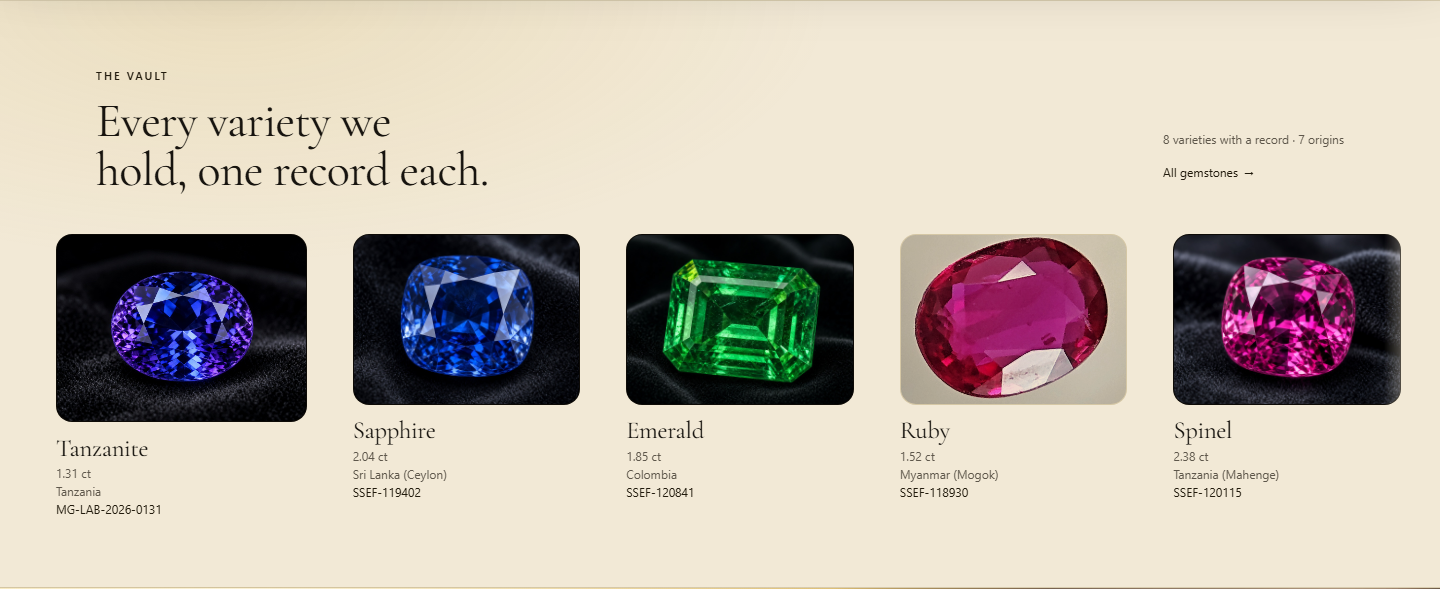 THE VAULT
Every variety we
hold, one record each.
8 varieties with a record · 7 origins
All gemstones →
Tanzanite
1.31 ct
Tanzania
MG-LAB-2026-0131
Sapphire
2.04 ct
Sri Lanka (Ceylon)
SSEF-119402
Emerald
1.85 ct
Colombia
SSEF-120841
Ruby
1.52 ct
Myanmar (Mogok)
SSEF-118930
Spinel
2.38 ct
Tanzania (Mahenge)
SSEF-120115